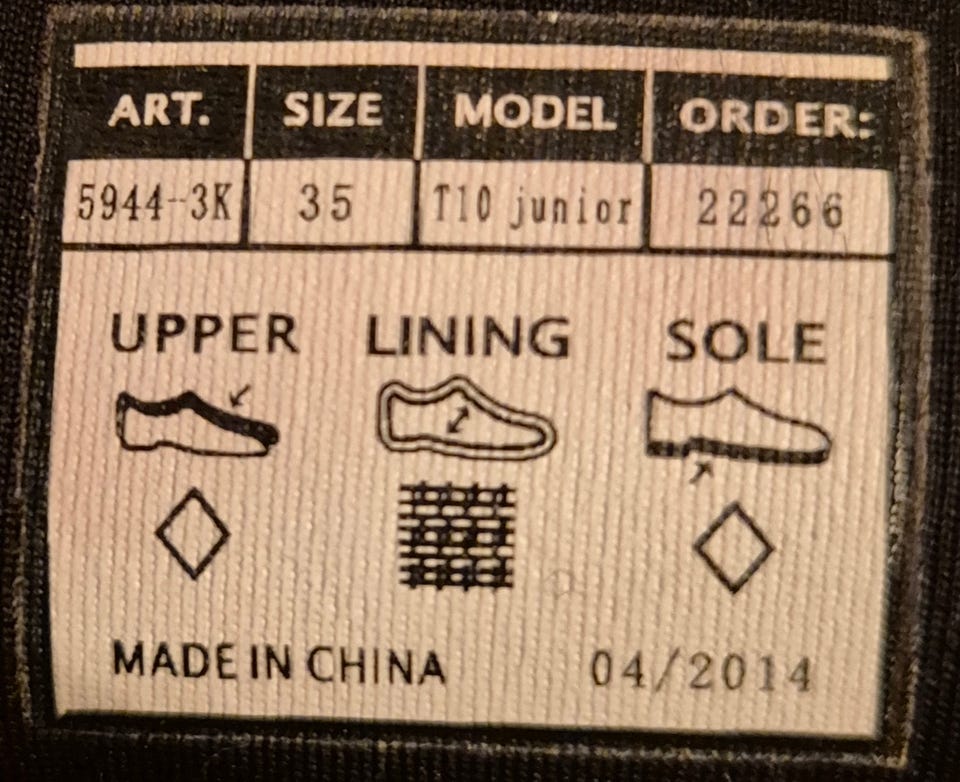 ART. SIZE MODEL ORDER:
5944-3K 35 T10 junior 22266
UPPER LINING SOLE
MADE IN CHINA 04/2014